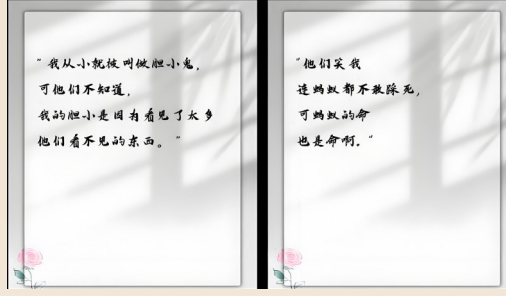 "我从小就被叫做胆小鬼，
可他们不知道，
我的胆小是因为看见了太多
他们看不见的东西。"
"他们笑我
连蚂蚁都不敢踩死，
可蚂蚁的命
也是命啊。"